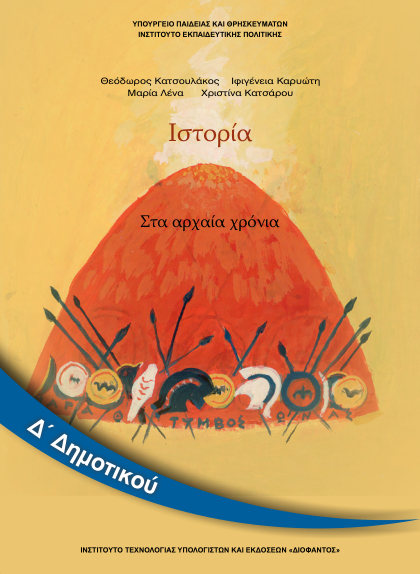 ΥΠΟΥΡΓΕΙΟ ΠΑΙΔΕΙΑΣ ΚΑΙ ΘΡΗΣΚΕΥΜΑΤΩΝ
ΙΝΣΤΙΤΟΥΤΟ ΕΚΠΑΙΔΕΥΤΙΚΗΣ ΠΟΛΙΤΙΚΗΣ
Θεόδωρος Κατσουλάκος Ιφιγένεια Καρυώτη
Μαρία Λένα Χριστίνα Κατσάρου
Ιστορία
Στα αρχαία χρόνια
ΤΥΜΒΟΣ
Δ΄ Δημοτικού
ΙΝΣΤΙΤΟΥΤΟ ΤΕΧΝΟΛΟΓΙΑΣ ΥΠΟΛΟΓΙΣΤΩΝ ΚΑΙ ΕΚΔΟΣΕΩΝ «ΔΙΟΦΑΝΤΟΣ»